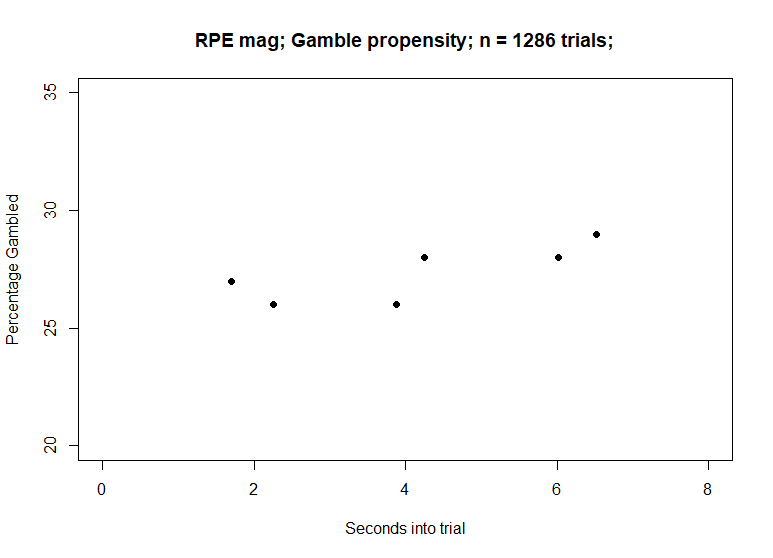 RPE mag; Gamble propensity; n = 1286 trials;
Percentage Gambled
35
30
25
20
0 2 4 6 8
Seconds into trial